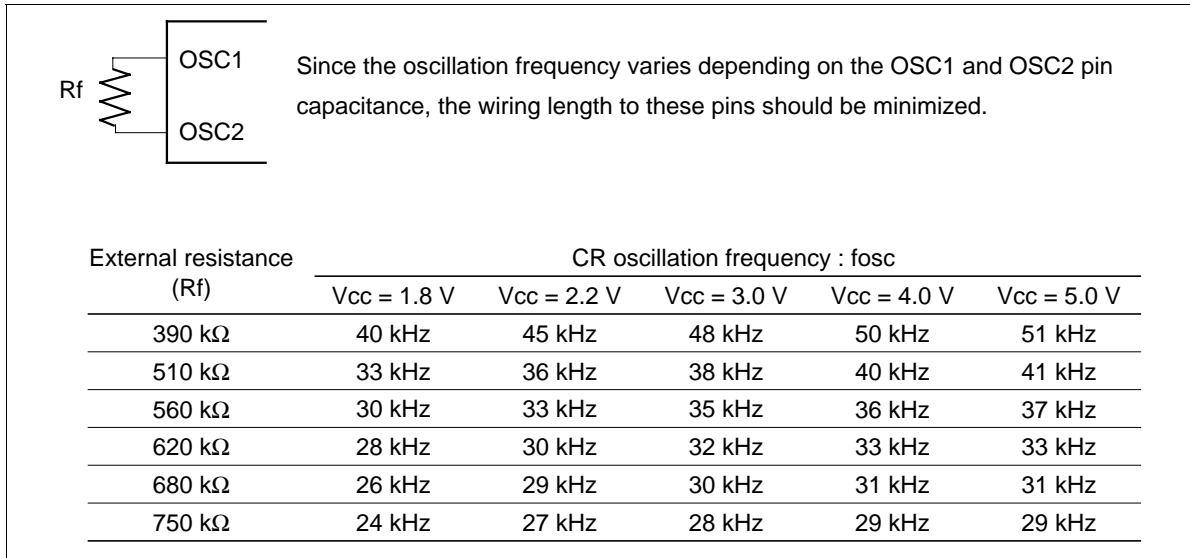 OSC1
Rf
OSC2
Since the oscillation frequency varies depending on the OSC1 and OSC2 pin
capacitance, the wiring length to these pins should be minimized.
External resistance
(Rf)
CR oscillation frequency : fosc
Vcc = 1.8 V Vcc = 2.2 V Vcc = 3.0 V Vcc = 4.0 V Vcc = 5.0 V
390 kΩ 40 kHz 45 kHz 48 kHz 50 kHz 51 kHz
510 kΩ 33 kHz 36 kHz 38 kHz 40 kHz 41 kHz
560 kΩ 30 kHz 33 kHz 35 kHz 36 kHz 37 kHz
620 kΩ 28 kHz 30 kHz 32 kHz 33 kHz 33 kHz
680 kΩ 26 kHz 29 kHz 30 kHz 31 kHz 31 kHz
750 kΩ 24 kHz 27 kHz 28 kHz 29 kHz 29 kHz